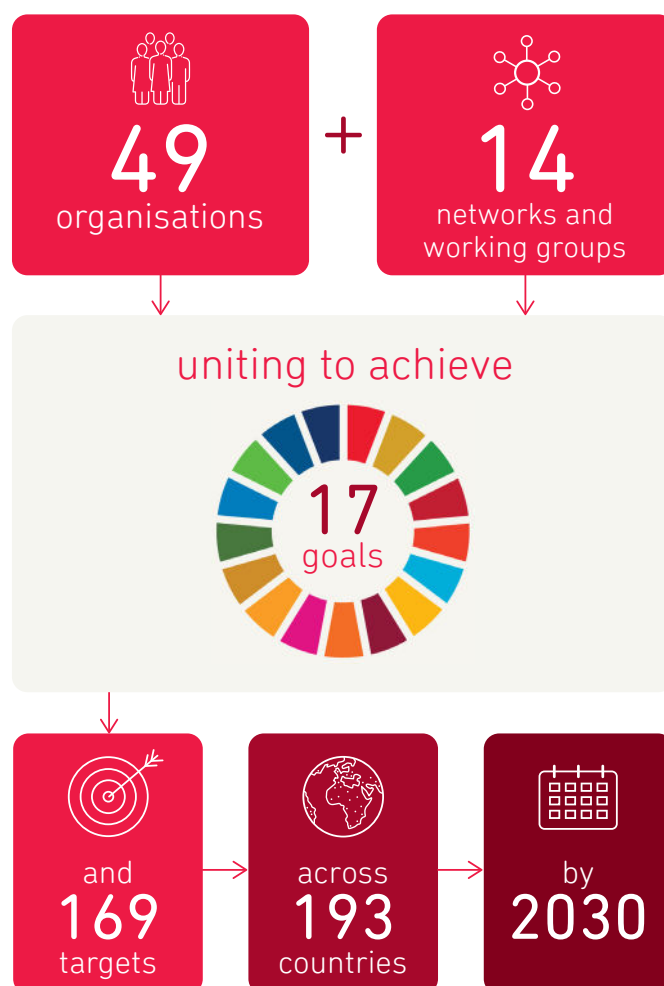 49
organisations
+
14
networks and
working groups
uniting to achieve
17
goals
and
169
targets
across
193
countries
by
2030